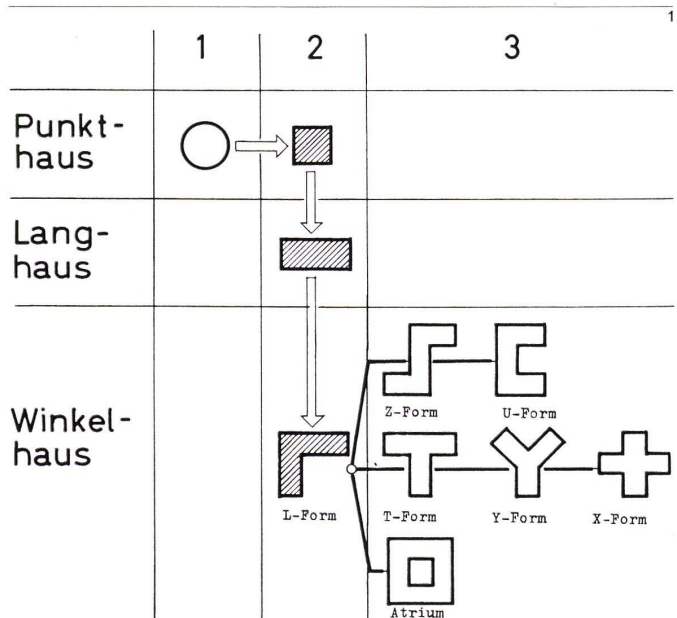 1
1 2 3
Punkt-
haus
Lang-
haus
Z-Form U-Form
Winkel-
haus
L-Form T-Form Y-Form X-Form
Atrium